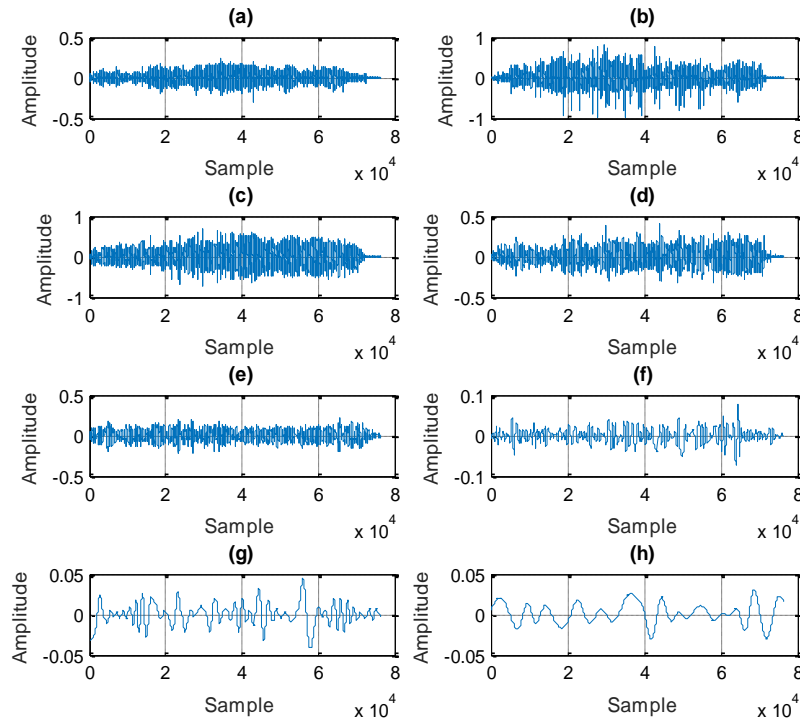 (a)
0.5
0
-0.5
Amplitude
0 2 4 6 8
Sample
x 10^4
(b)
1
0
-1
Amplitude
0 2 4 6 8
Sample
x 10^4
(c)
1
0
-1
Amplitude
0 2 4 6 8
Sample
x 10^4
(d)
0.5
0
-0.5
Amplitude
0 2 4 6 8
Sample
x 10^4
(e)
0.5
0
-0.5
Amplitude
0 2 4 6 8
Sample
x 10^4
(f)
0.1
0
-0.1
Amplitude
0 2 4 6 8
Sample
x 10^4
(g)
0.05
0
-0.05
Amplitude
0 2 4 6 8
Sample
x 10^4
(h)
0.05
0
-0.05
Amplitude
0 2 4 6 8
Sample
x 10^4